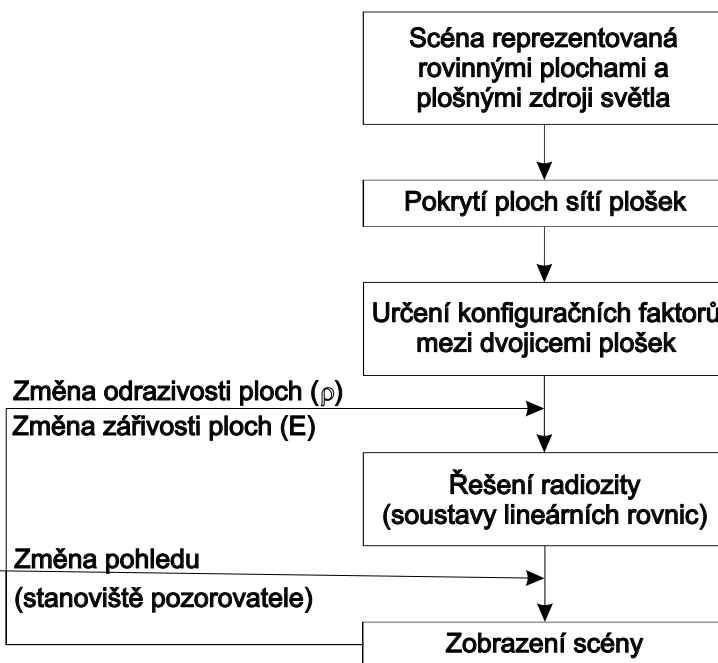 Scéna reprezentovaná
rovinnými plochami a
plošnými zdroji světla
Pokrytí ploch sítí plošek
Určení konfiguračních faktorů
mezi dvojicemi plošek
Změna odrazivosti ploch (ρ)
Změna zářivosti ploch (E)
Řešení radiozity
(soustavy lineárních rovnic)
Změna pohledu
(stanoviště pozorovatele)
Zobrazení scény